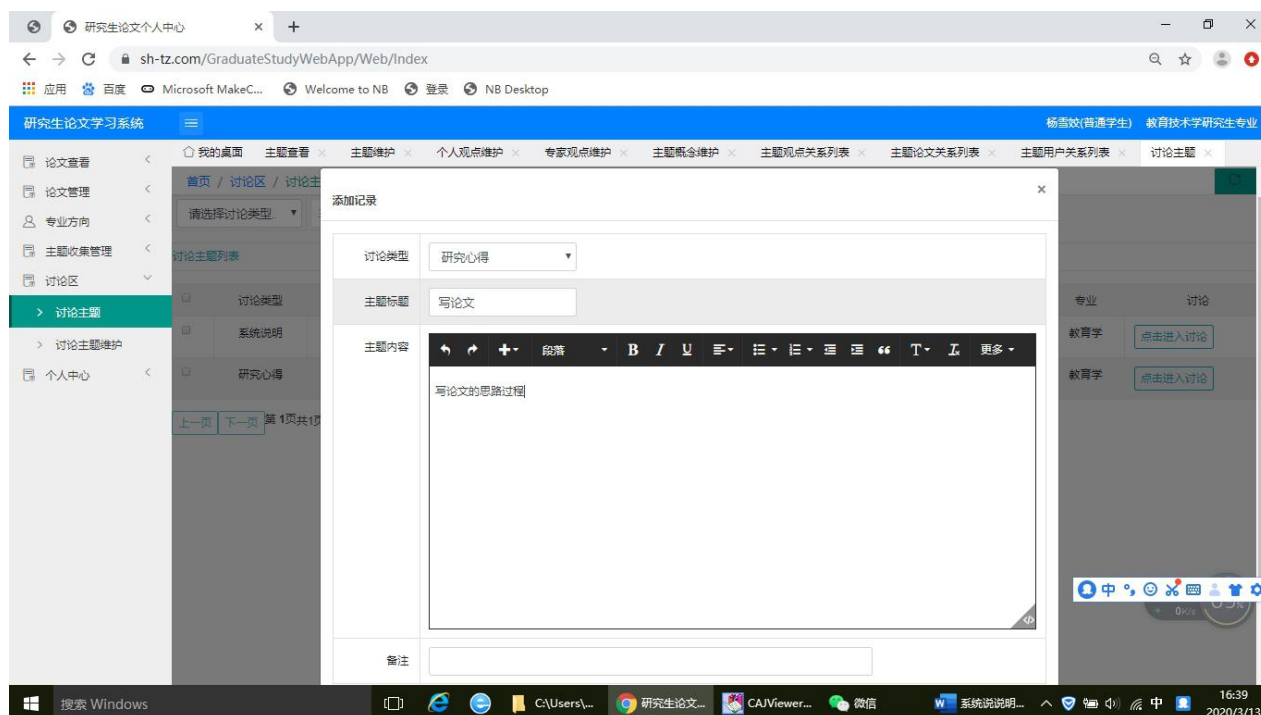 研究生论文个人中心 × +
sh-tz.com/GraduateStudyWebApp/Web/Index
应用 百度 Microsoft MakeC... Welcome to NB 登录 NB Desktop
研究生论文学习系统 杨雪姣(普通学生) 教育技术学研究生专业
论文查看 我的桌面 主题查看 × 主题维护 × 个人观点维护 × 专家观点维护 × 主题概念维护 × 主题观点关系列表 × 主题论文关系列表 × 主题用户关系列表 × 讨论主题 ×
首页 / 讨论区 / 讨论主
论文管理
请选择讨论类型.
添加记录 ×
专业方向
主题收集管理
讨论主题列表
讨论类型 研究心得
讨论区
讨论类型
主题标题 写论文
专业 讨论
讨论主题
系统说明
主题内容 段落 B I U T 更多
教育学 点击进入讨论
讨论主题维护
个人中心
研究心得
写论文的思路过程
教育学 点击进入讨论
上一页 下一页 第 1页共1页
中
0K/s
备注
搜索 Windows C:\Users\... 研究生论文... CAJViewer... 微信 系统说说明... 中 16:39
2020/3/13